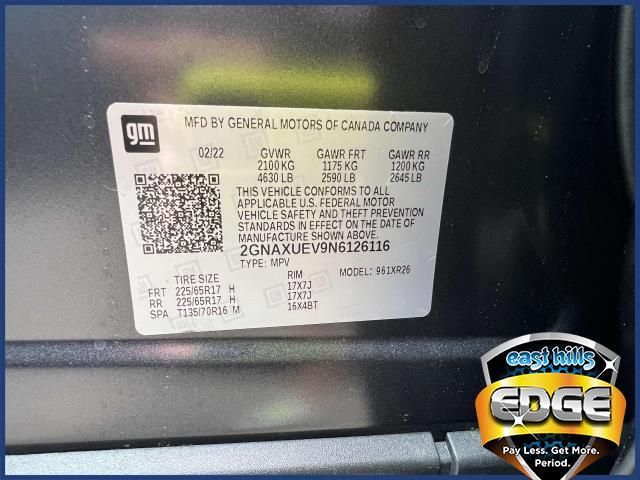 gm
MFD BY GENERAL MOTORS OF CANADA COMPANY
02/22 GVWR GAWR FRT GAWR RR
2100 KG 1175 KG 1200 KG
4630 LB 2590 LB 2645 LB
THIS VEHICLE CONFORMS TO ALL
APPLICABLE U.S. FEDERAL MOTOR
VEHICLE SAFETY AND THEFT PREVENTION
STANDARDS IN EFFECT ON THE DATE OF
MANUFACTURE SHOWN ABOVE.
2GNAXUEV9N6126116
TYPE: MPV MODEL: 961XR26
TIRE SIZE RIM
FRT 225/65R17 H 17X7J
RR 225/65R17 H 17X7J
SPA T135/70R16 M 16X4BT
east hills
EDGE
Pay Less. Get More.
Period.